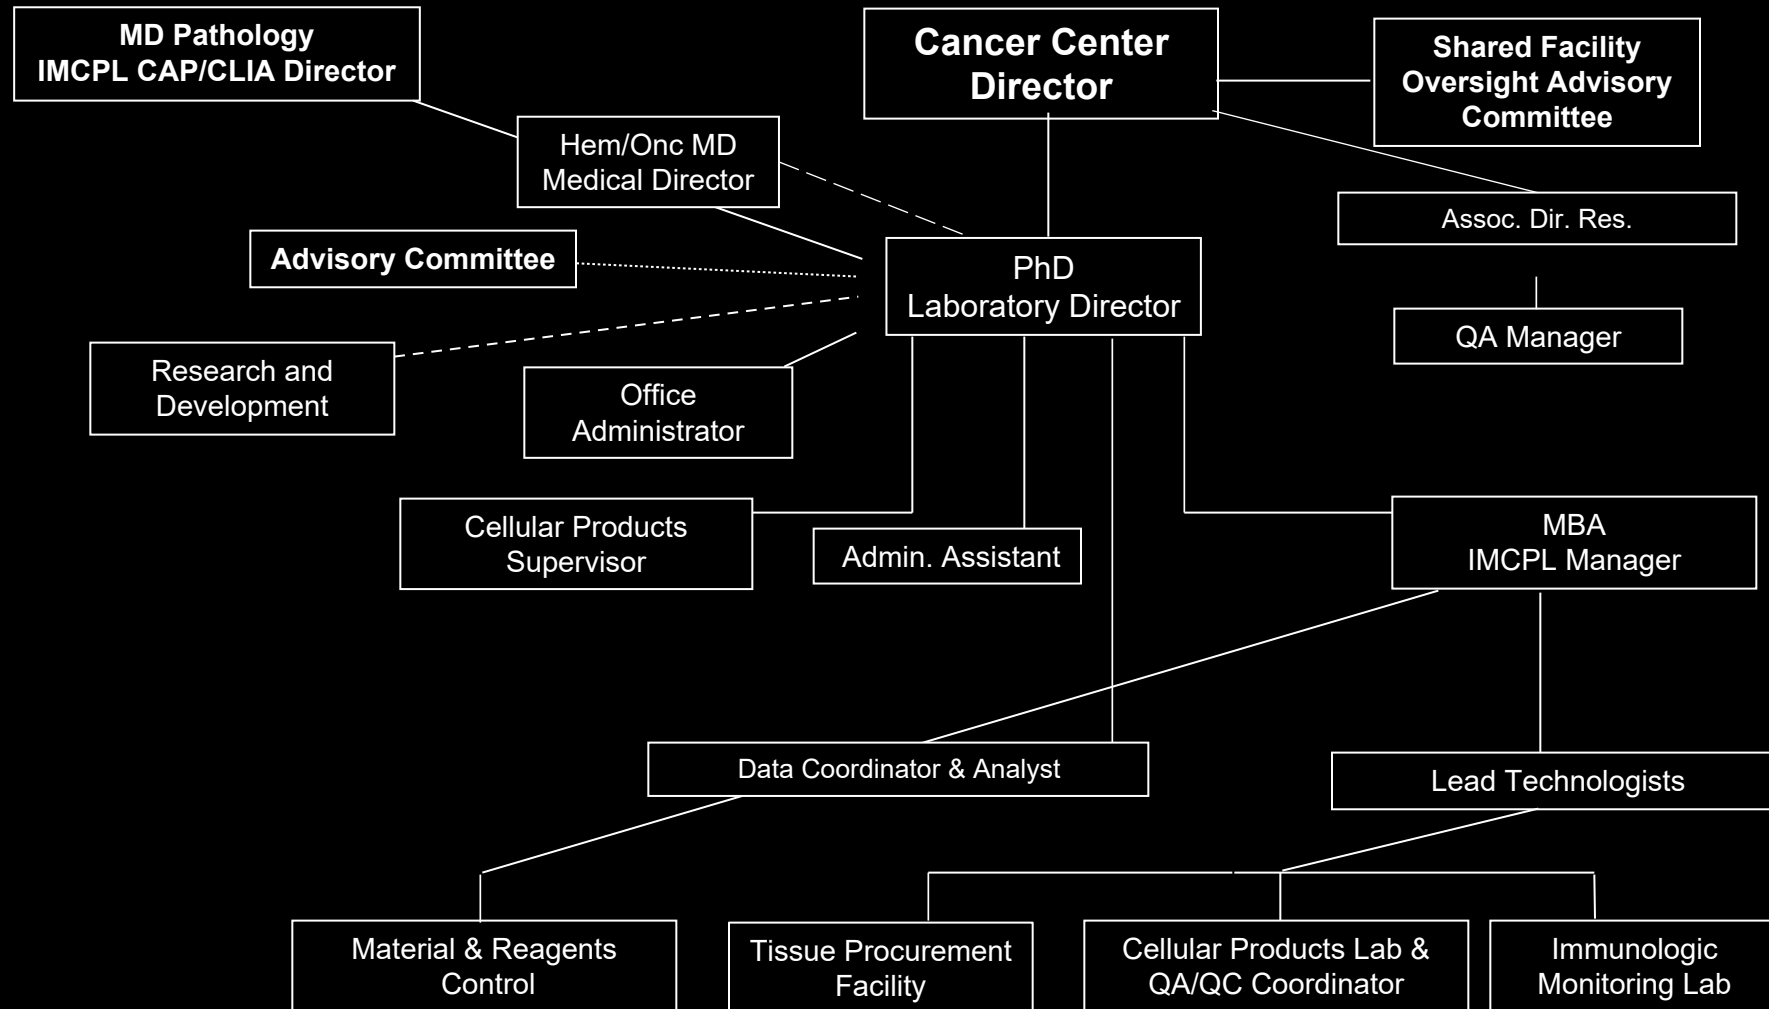 MD Pathology
IMCPL CAP/CLIA Director
Cancer Center
Director
Shared Facility
Oversight Advisory
Committee
Hem/Onc MD
Medical Director
Assoc. Dir. Res.
Advisory Committee
PhD
Laboratory Director
QA Manager
Research and
Development
Office
Administrator
Cellular Products
Supervisor
Admin. Assistant
MBA
IMCPL Manager
Data Coordinator & Analyst
Lead Technologists
Material & Reagents
Control
Tissue Procurement
Facility
Cellular Products Lab &
QA/QC Coordinator
Immunologic
Monitoring Lab